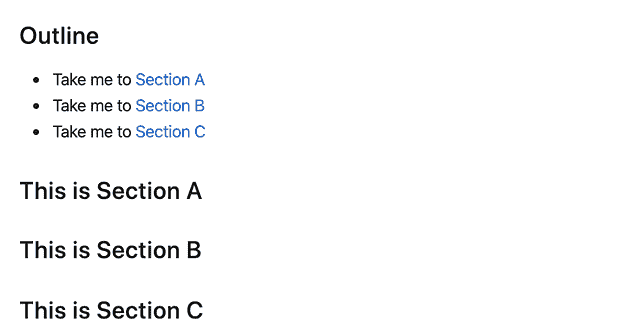 Outline
Take me to Section A
Take me to Section B
Take me to Section C
This is Section A
This is Section B
This is Section C